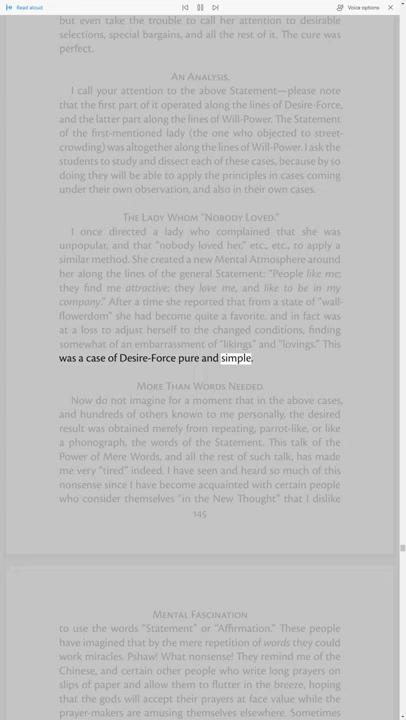 Read aloud
Voice options
but even take the trouble to call her attention to desirable
selections, special bargains, and all the rest of it. The cure was
perfect.
An Analysis.
I call your attention to the above Statement—please note
that the first part of it operated along the lines of Desire-Force,
and the latter part along the lines of Will-Power. The Statement
of the first-mentioned lady (the one who objected to street-
crowding) was altogether along the lines of Will-Power. I ask the
students to study and dissect each of these cases, because by so
doing they will be able to apply the principles in cases coming
under their own observation, and also in their own cases.
The Lady Whom “Nobody Loved.”
I once directed a lady who complained that she was
unpopular, and that “nobody loved her,” etc., etc., to apply a
similar method. She created a new Mental Atmosphere around
her along the lines of the general Statement: “People like me;
they find me attractive; they love me, and like to be in my
company.” After a time she reported that from a state of “wall-
flowerdom” she had become quite a favorite, and in fact was
at a loss to adjust herself to the changed conditions, finding
somewhat of an embarrassment of “likings” and “lovings.” This
was a case of Desire-Force pure and simple.
More Than Words Needed.
Now do not imagine for a moment that in the above cases,
and hundreds of others known to me personally, the desired
result was obtained merely from repeating, parrot-like, or like
a phonograph, the words of the Statement. This talk of the
Power of Mere Words, and all the rest of such talk, has made
me very “tired” indeed. I have seen and heard so much of this
nonsense since I have become acquainted with certain people
who consider themselves “in the New Thought” that I dislike
145
Mental Fascination
to use the words “Statement” or “Affirmation.” These people
have imagined that by the mere repetition of words they could
work miracles. Pshaw! What nonsense! They remind me of the
Chinese, and certain other people who write long prayers on
slips of paper and allow them to flutter in the breeze, hoping
that the gods will accept their prayers at face value while the
prayer-makers are amusing themselves elsewhere. Sometimes